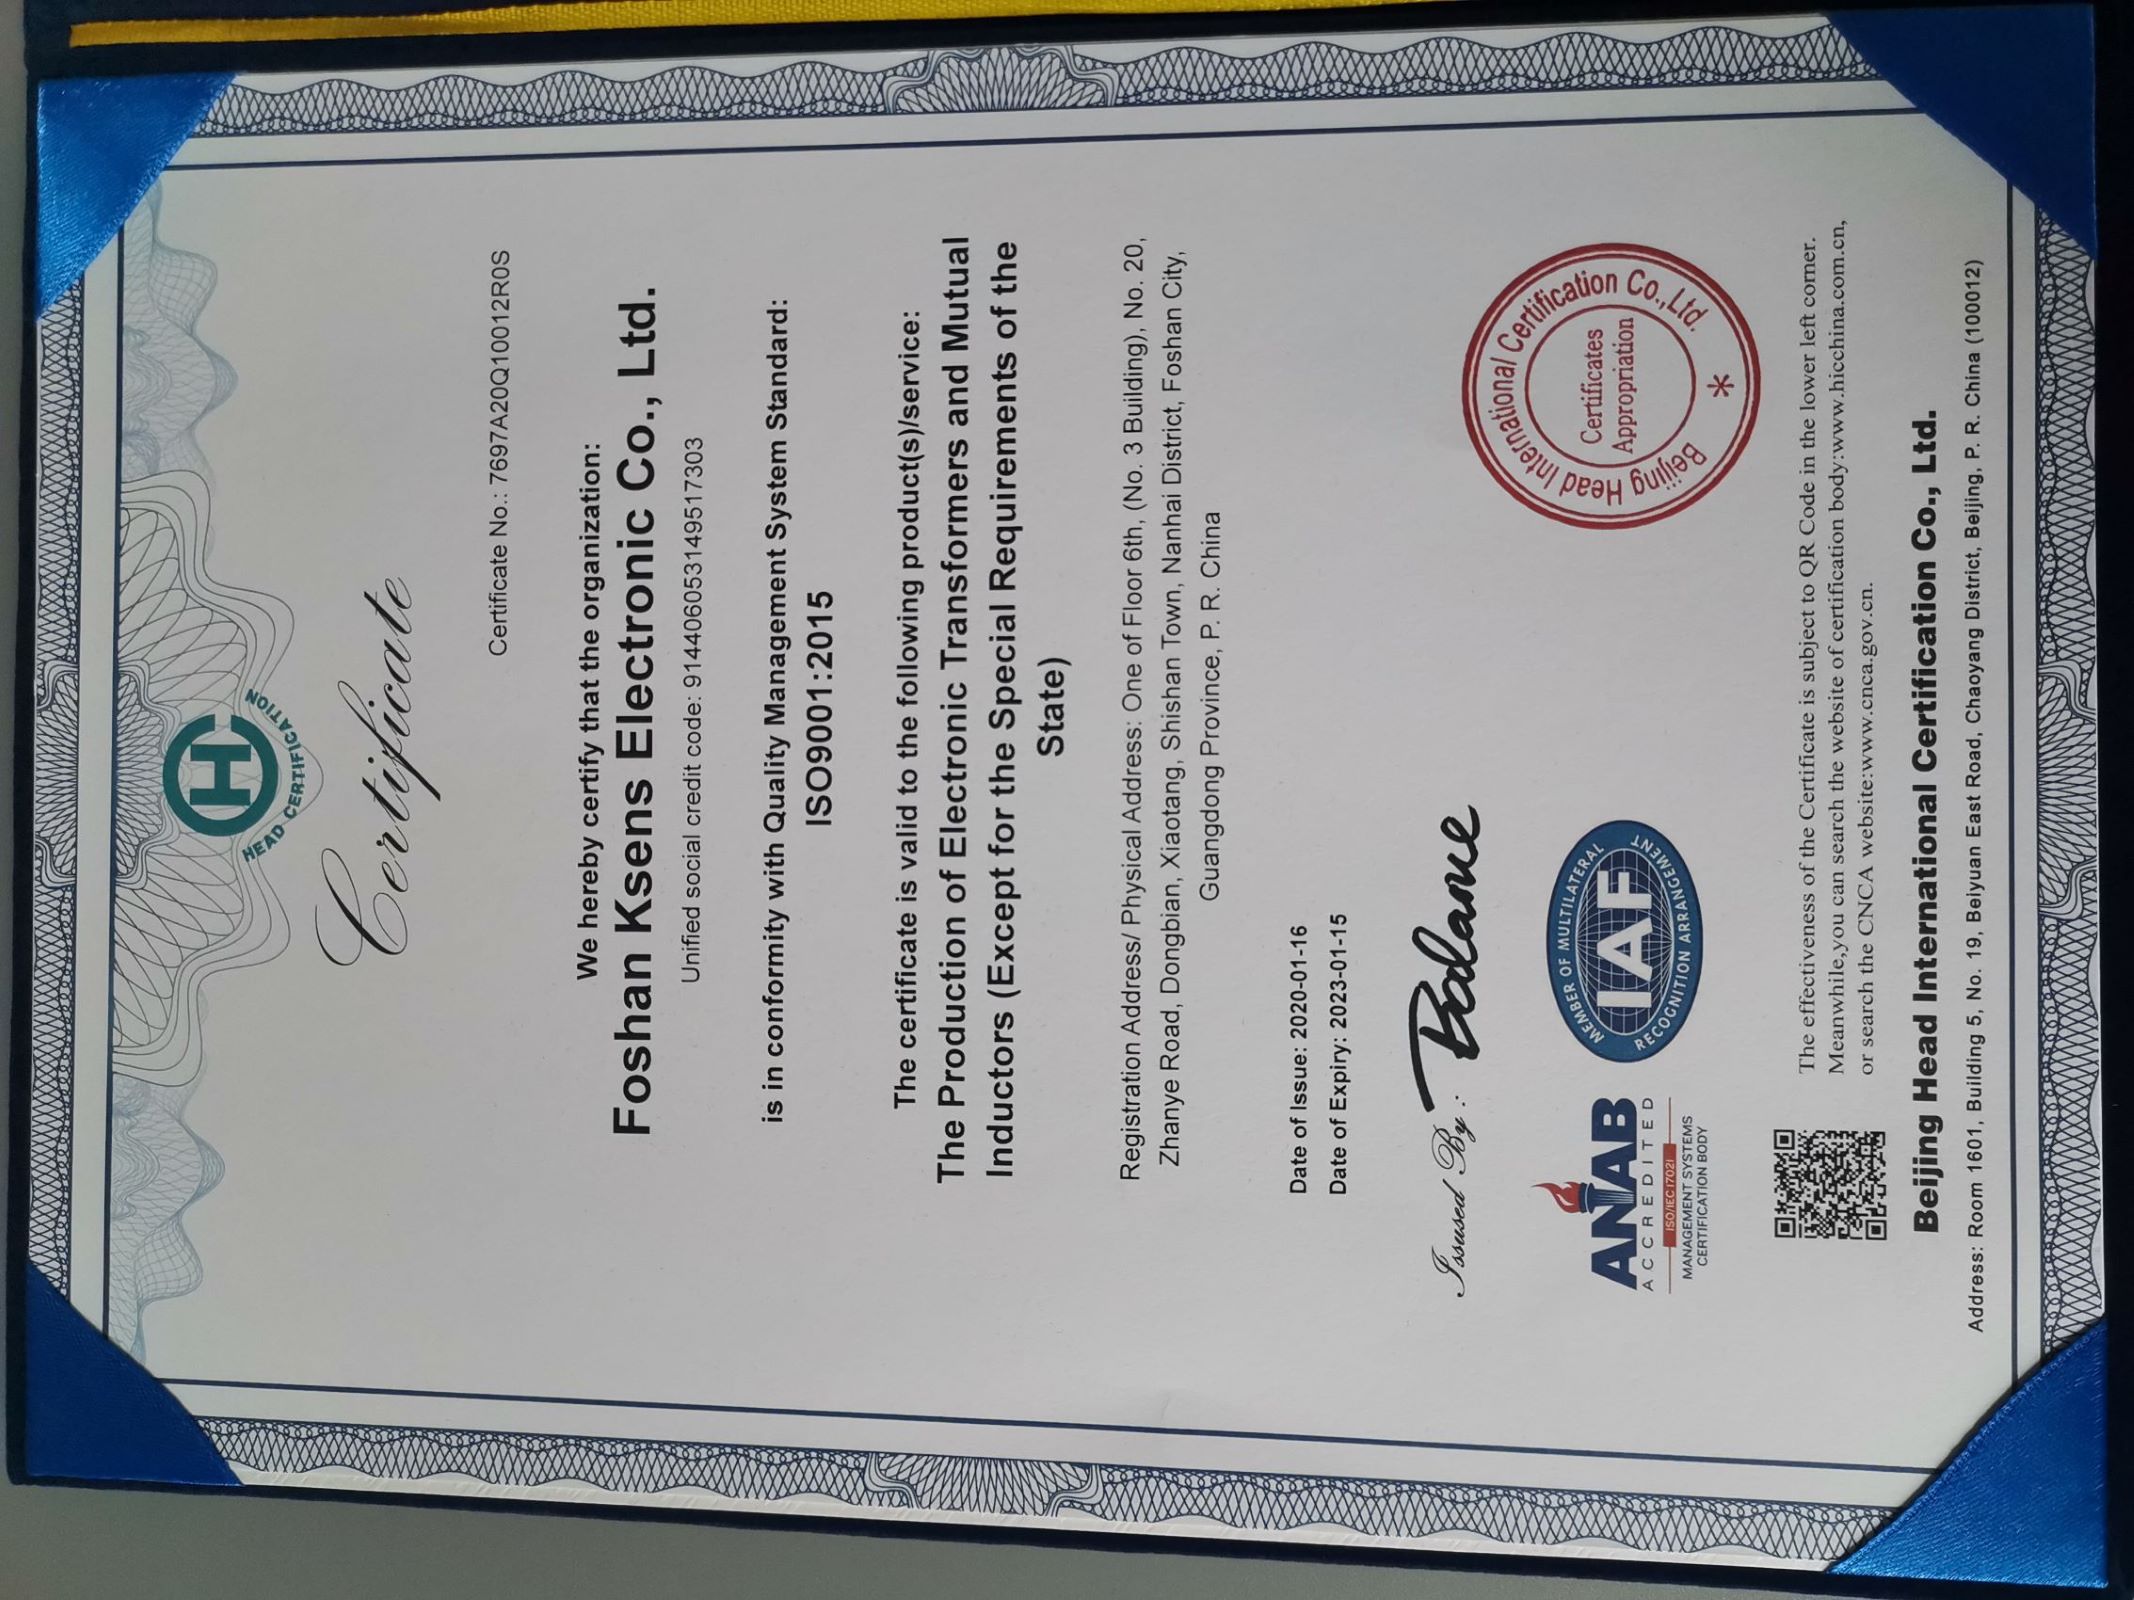 HEAD CERTIFICATION
Certificate
Certificate No.: 7697A20Q10012R0S
We hereby certify that the organization:
Foshan Ksens Electronic Co., Ltd.
Unified social credit code: 914406053149517303
is in conformity with Quality Management System Standard:
ISO9001:2015
The certificate is valid to the following product(s)/service:
The Production of Electronic Transformers and Mutual
Inductors (Except for the Special Requirements of the
State)
Registration Address/ Physical Address: One of Floor 6th, (No. 3 Building), No. 20,
Zhanye Road, Dongbian, Xiaotang, Shishan Town, Nanhai District, Foshan City,
Guangdong Province, P. R. China
Date of Issue: 2020-01-16
Date of Expiry: 2023-01-15
Issued By:
ANAB
ACCREDITED
ISO/IEC 17021
MANAGEMENT SYSTEMS
CERTIFICATION BODY
MEMBER OF MULTILATERAL
IAF
RECOGNITION ARRANGEMENT
Beijing Head International Certification Co.,Ltd.
Certificates
Appropriation
The effectiveness of the Certificate is subject to QR Code in the lower left corner.
Meanwhile,you can search the website of certification body:www.hicchina.com.cn,
or search the CNCA website:www.cnca.gov.cn.
Beijing Head International Certification Co., Ltd.
Address: Room 1601, Building 5, No. 19, Beiyuan East Road, Chaoyang District, Beijing, P. R. China (100012)